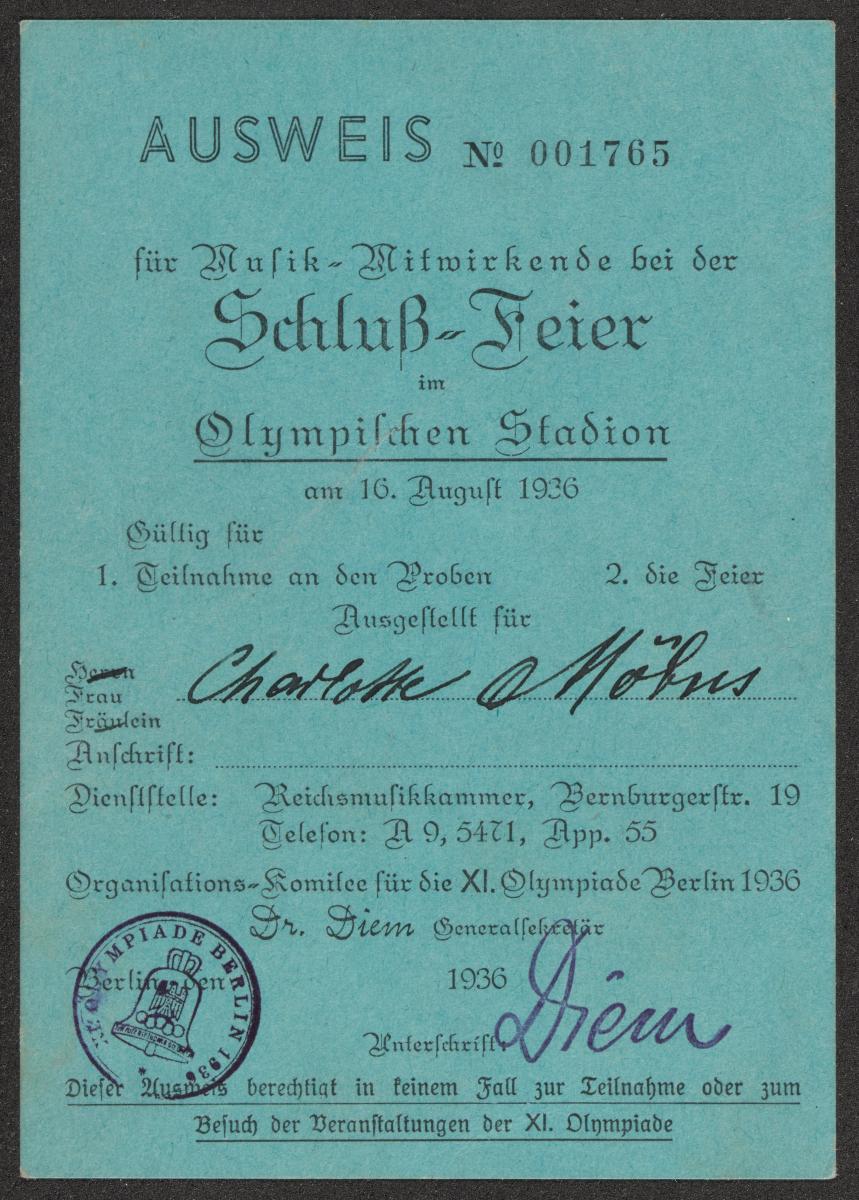 AUSWEIS № 001765
für Musik-Mitwirkende bei der
Schluß-Feier
im
Olympischen Stadion
am 16. August 1936
Gültig für
1. Teilnahme an den Proben 2. die Feier
Ausgestellt für
Herrn
Frau Charlotte Möbus
Fräulein
Anschrift:
Dienststelle: Reichsmusikkammer, Bernburgerstr. 19
Telefon: A 9, 5471, App. 55
Organisations-Komitee für die XI. Olympiade Berlin 1936
Dr. Diem Generalsekretär
Berlin, den 1936
OLYMPIADE BERLIN 1936
Unterschrift: Diem
Dieser Ausweis berechtigt in keinem Fall zur Teilnahme oder zum
Besuch der Veranstaltungen der XI. Olympiade